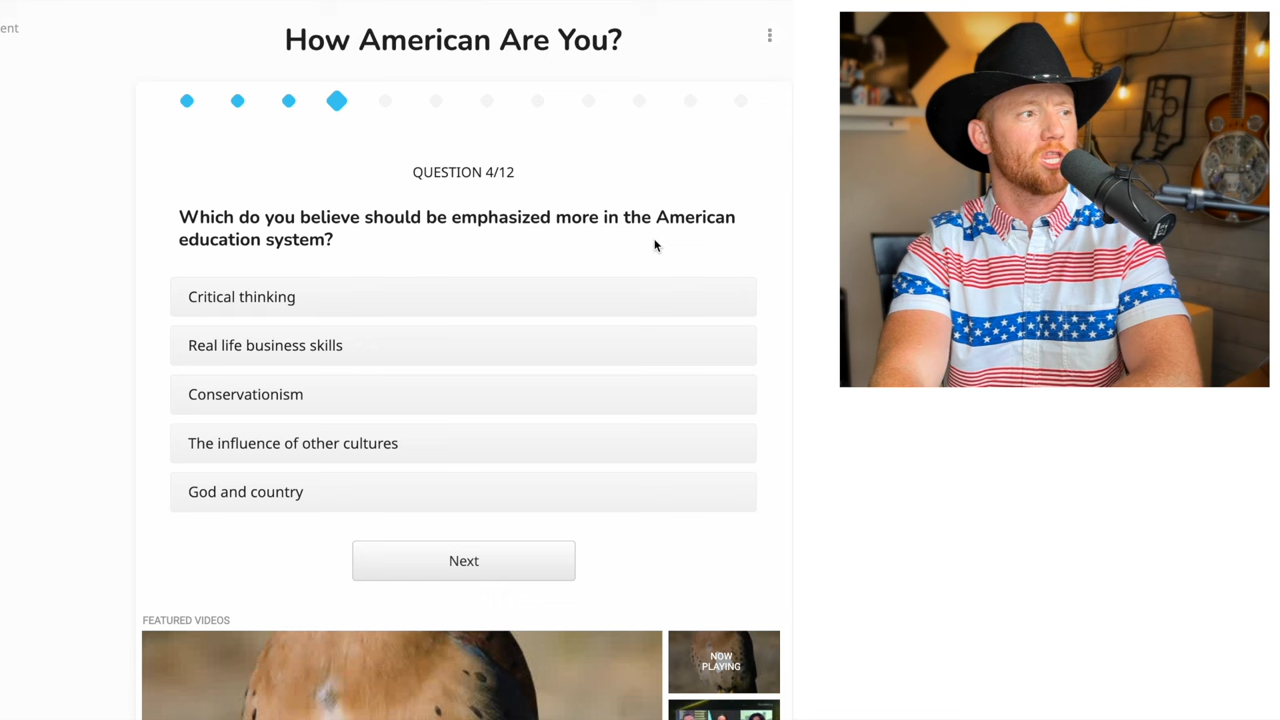 ent
How American Are You?
QUESTION 4/12
Which do you believe should be emphasized more in the American
education system?
Critical thinking
Real life business skills
Conservationism
The influence of other cultures
God and country
Next
FEATURED VIDEOS
NOW
PLAYING
HOME